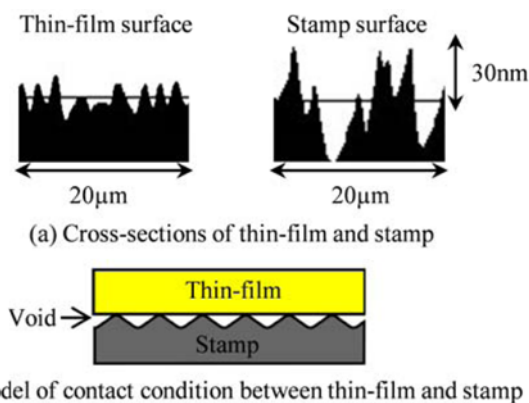 Thin-film surface
Stamp surface
30nm
20μm
20μm
(a) Cross-sections of thin-film and stamp
Thin-film
Void
Stamp
of contact condition between thin-film and stamp